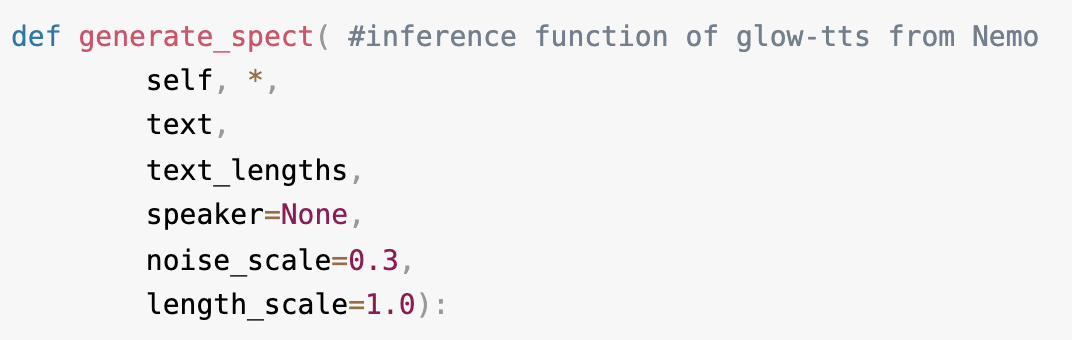 def generate_spect( #inference function of glow-tts from Nemo
        self, *,
        text,
        text_lengths,
        speaker=None,
        noise_scale=0.3,
        length_scale=1.0):